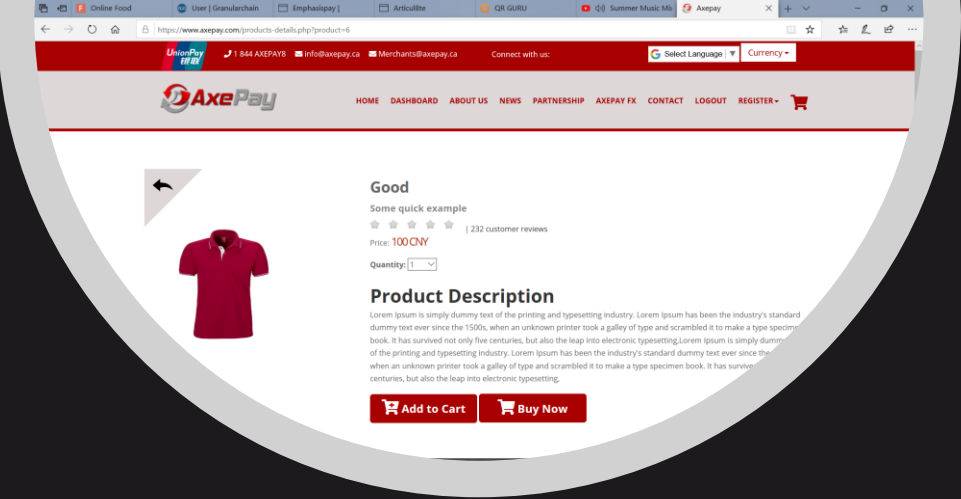 Online Food
User | Granularchain
Emphasispay |
Articullite
QR GURU
Summer Music Mi
Axepay
https://www.axepay.com/products-details.php?product=6
UnionPay
银联
1 844 AXEPAY8
info@axepay.ca
Merchants@axepay.ca
Connect with us:
G Select Language | ▼
Currency
AxePay
HOME DASHBOARD ABOUT US NEWS PARTNERSHIP AXEPAY FX CONTACT LOGOUT REGISTER
Good
Some quick example
| 232 customer reviews
Price: 100 CNY
Quantity: 1
Product Description
Lorem Ipsum is simply dummy text of the printing and typesetting industry. Lorem Ipsum has been the industry's standard
dummy text ever since the 1500s, when an unknown printer took a galley of type and scrambled it to make a type specime
book. It has survived not only five centuries, but also the leap into electronic typesetting,Lorem Ipsum is simply dumm
of the printing and typesetting industry. Lorem Ipsum has been the industry's standard dummy text ever since the
when an unknown printer took a galley of type and scrambled it to make a type specimen book. It has survive
centuries, but also the leap into electronic typesetting,
Add to Cart
Buy Now